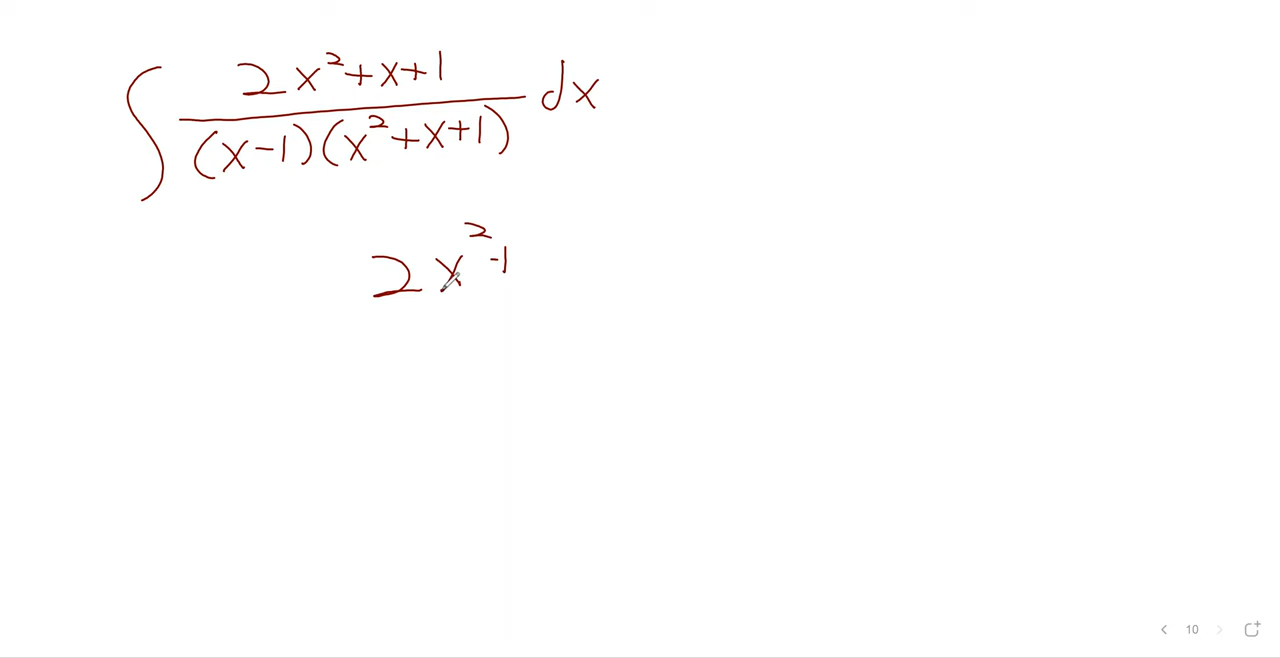 ∫ (2x² + x + 1) / ((x-1)(x²+x+1)) dx
2x² -1
< 10 >